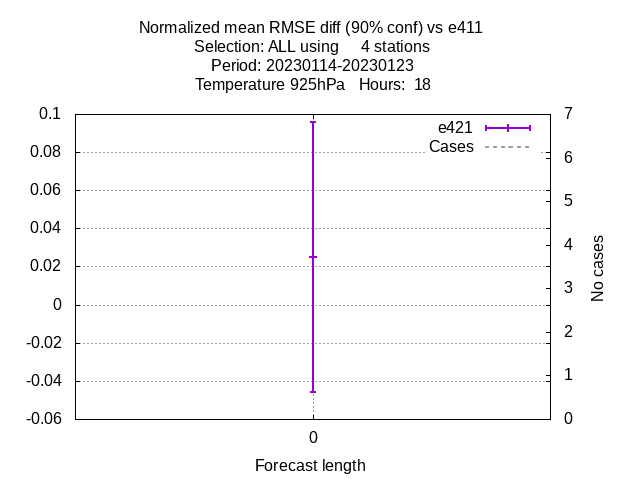 Normalized mean RMSE diff (90% conf) vs e411
Selection: ALL using     4 stations
Period: 20230114-20230123
Temperature 925hPa   Hours:  18
0.1
0.08
0.06
0.04
0.02
0
-0.02
-0.04
-0.06
7
6
5
4
3
2
1
0
e421
Cases
No cases
0
Forecast length